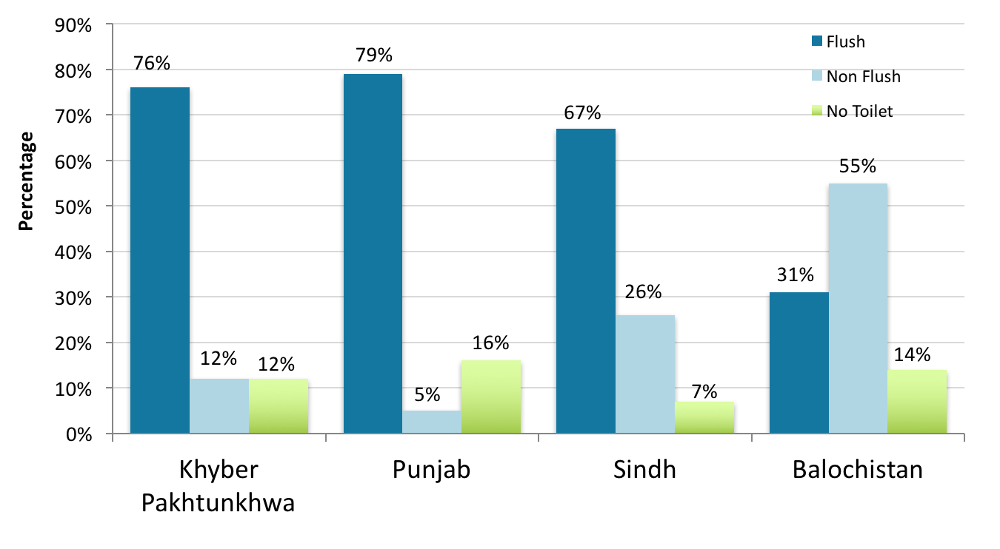 90%
80%
70%
60%
50%
40%
30%
20%
10%
0%
Percentage
76%
12%
12%
79%
5%
16%
67%
26%
7%
31%
55%
14%
Flush
Non Flush
No Toilet
Khyber
Pakhtunkhwa
Punjab
Sindh
Balochistan